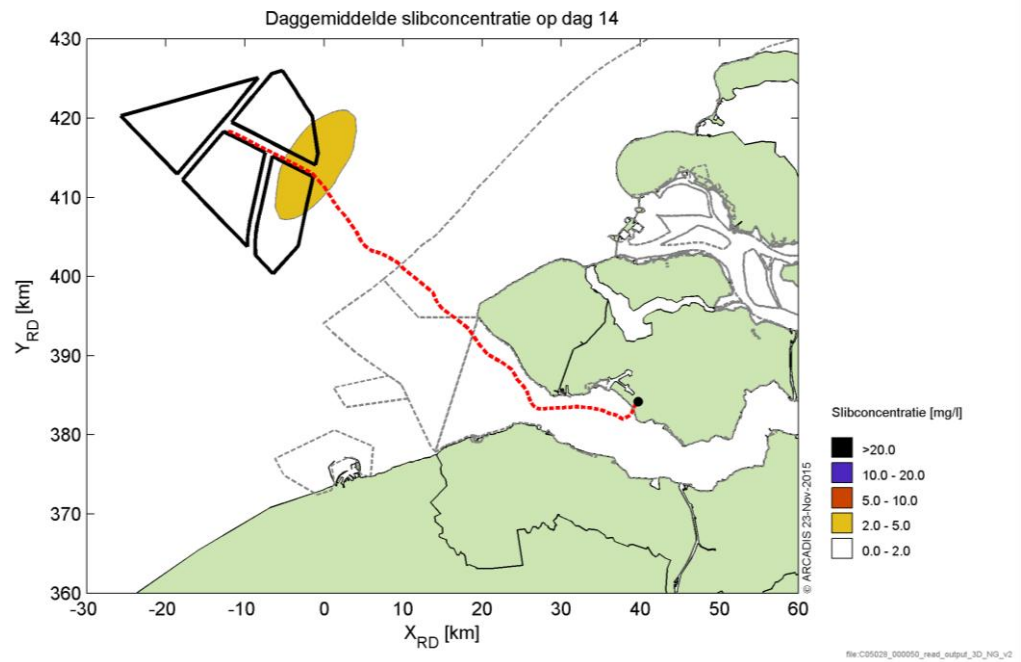 Daggemiddelde slibconcentratie op dag 14
430
420
410
400
390
380
370
360
Y_RD [km]
-30 -20 -10 0 10 20 30 40 50 60
X_RD [km]
© ARCADIS 23-Nov-2015
Slibconcentratie [mg/l]
>20.0
10.0 - 20.0
5.0 - 10.0
2.0 - 5.0
0.0 - 2.0
file:C05028_000050_read_output_3D_NG_v2